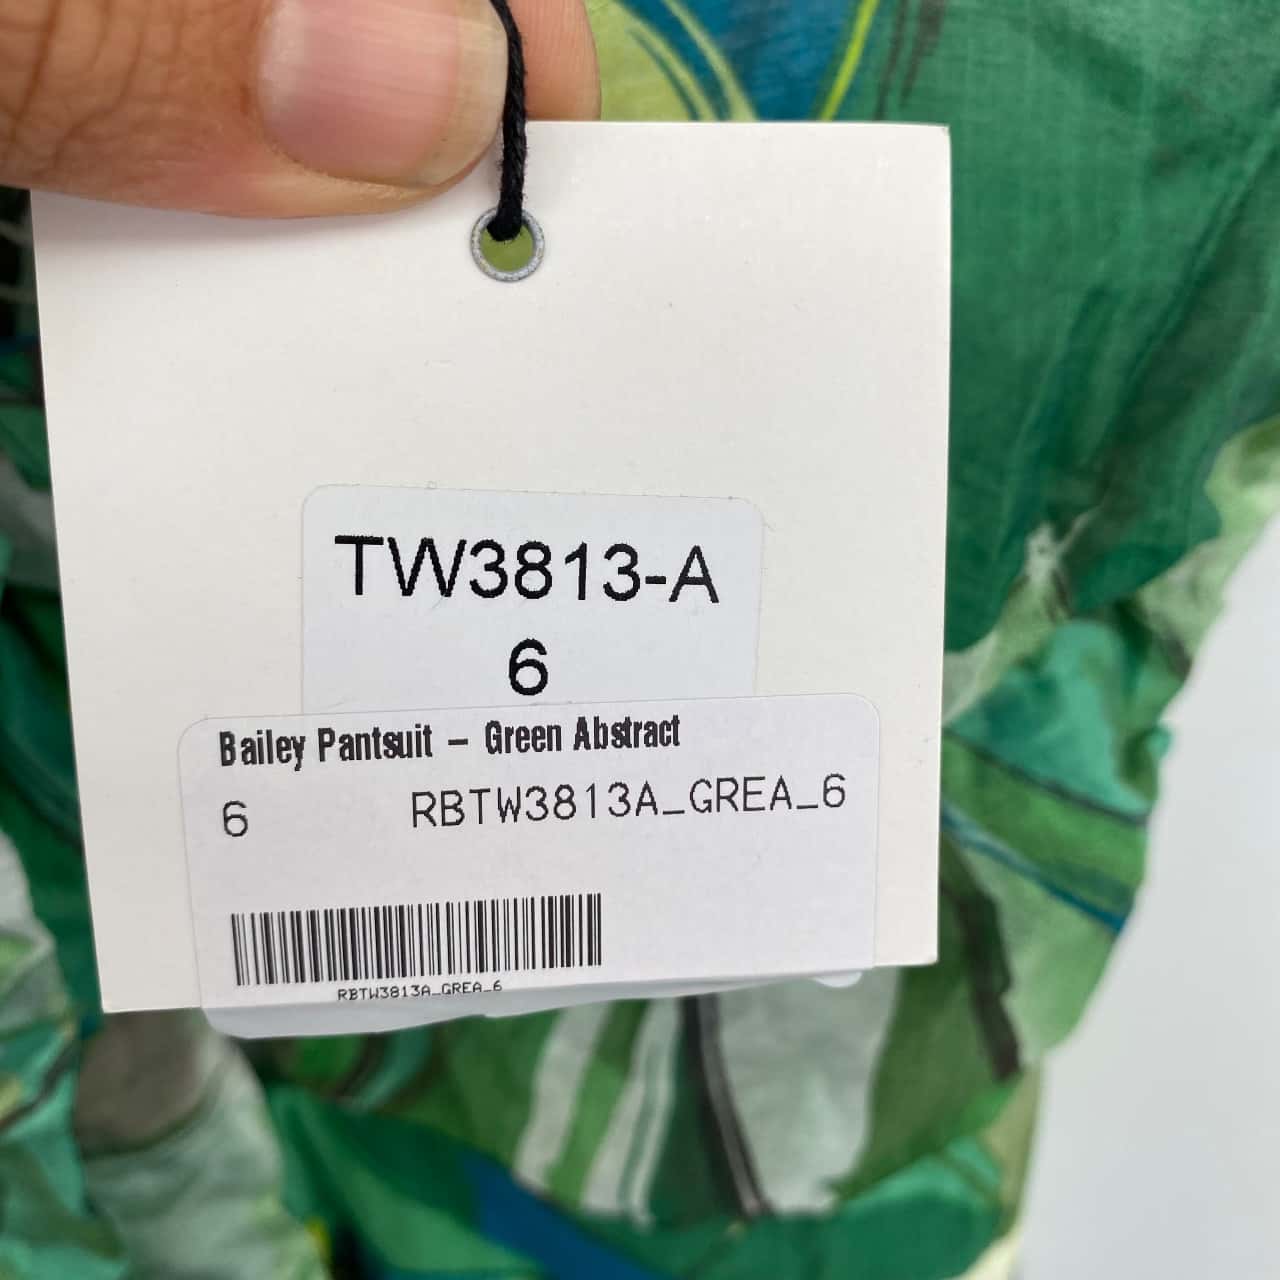 TW3813-A
6
Bailey Pantsuit – Green Abstract
6 RBTW3813A_GREA_6
RBTW3813A_GREA_6